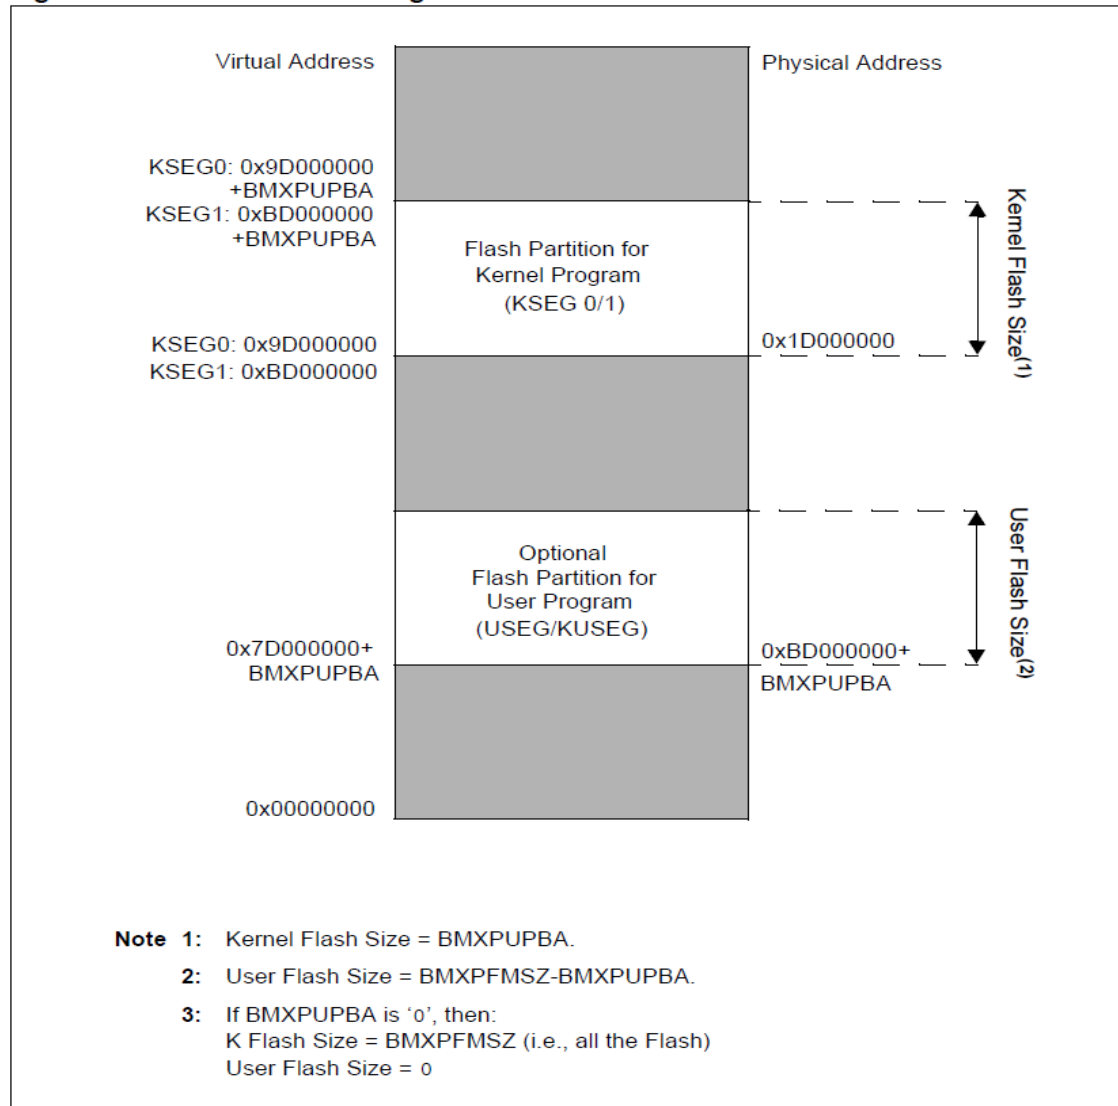 Virtual Address
Physical Address
KSEG0: 0x9D000000
+BMXPUPBA
KSEG1: 0xBD000000
+BMXPUPBA
Flash Partition for
Kernel Program
(KSEG 0/1)
Kernel Flash Size(1)
KSEG0: 0x9D000000
KSEG1: 0xBD000000
0x1D000000
Optional
Flash Partition for
User Program
(USEG/KUSEG)
User Flash Size(2)
0x7D000000+
BMXPUPBA
0xBD000000+
BMXPUPBA
0x00000000
Note 1: Kernel Flash Size = BMXPUPBA.
2: User Flash Size = BMXPFMSZ-BMXPUPBA.
3: If BMXPUPBA is ‘0’, then:
K Flash Size = BMXPFMSZ (i.e., all the Flash)
User Flash Size = 0